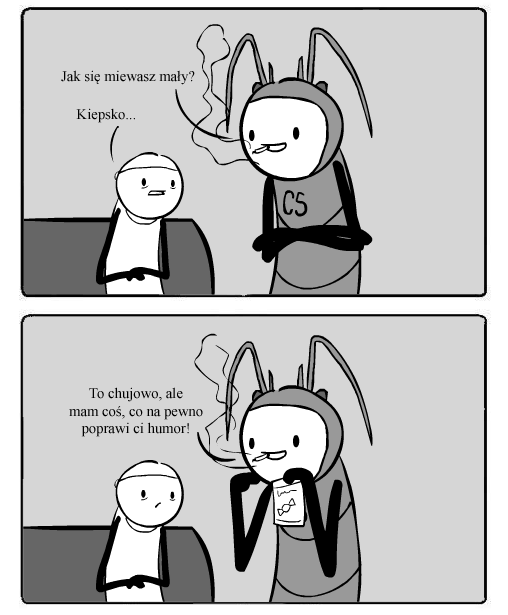 Jak się miewasz mały?
Kiepsko...
C5
To chujowo, ale
mam coś, co na pewno
poprawi ci humor!